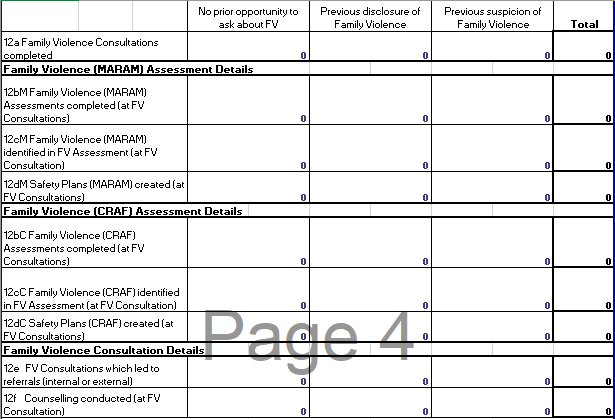 No prior opportunity to Previous disclosure of Previous suspicion of
ask about FV Family Violence Family Violence Total
12a Family Violence Consultations
completed 0 0 0 0
Family Violence (MARAM) Assessment Details
12bM Family Violence (MARAM)
Assessments completed (at FV
Consultations) 0 0 0 0
12cM Family Violence (MARAM)
identified in FV Assessment (at FV
Consultation) 0 0 0 0
12dM Safety Plans (MARAM) created (at
FV Consultations) 0 0 0 0
Family Violence (CRAF) Assessment Details
12bC Family Violence (CRAF)
Assessments completed (at FV
Consultations) 0 0 0 0
12cC Family Violence (CRAF) identified
in FV Assessment (at FV Consultation) 0 0 0 0
12dC Safety Plans (CRAF) created (at
FV Consultations) 0 0 0 0
Page 4
Family Violence Consultation Details
12e FV Consultations which led to
referrals (internal or external) 0 0 0 0
12f Counselling conducted (at FV
Consultation) 0 0 0 0